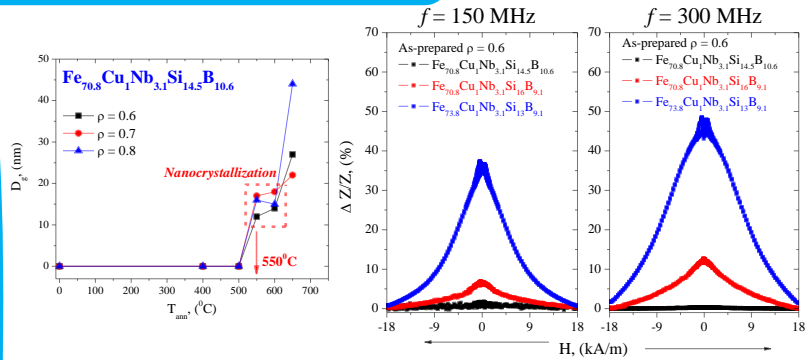 Fe70.8Cu1Nb3.1Si14.5B10.6
ρ = 0.6
ρ = 0.7
ρ = 0.8
Nanocrystallization
550⁰C
Dg, (nm)
50
40
30
20
10
0
0 100 200 300 400 500 600 700
Tann, (⁰C)
f = 150 MHz
As-prepared ρ = 0.6
Fe70.8Cu1Nb3.1Si14.5B10.6
Fe70.8Cu1Nb3.1Si16B9.1
Fe73.8Cu1Nb3.1Si13B9.1
Δ Z/Z, (%)
70
60
50
40
30
20
10
0
-18 -9 0 9 18
f = 300 MHz
As-prepared ρ = 0.6
Fe70.8Cu1Nb3.1Si14.5B10.6
Fe70.8Cu1Nb3.1Si16B9.1
Fe73.8Cu1Nb3.1Si13B9.1
70
60
50
40
30
20
10
0
-18 -9 0 9 18
H, (kA/m)